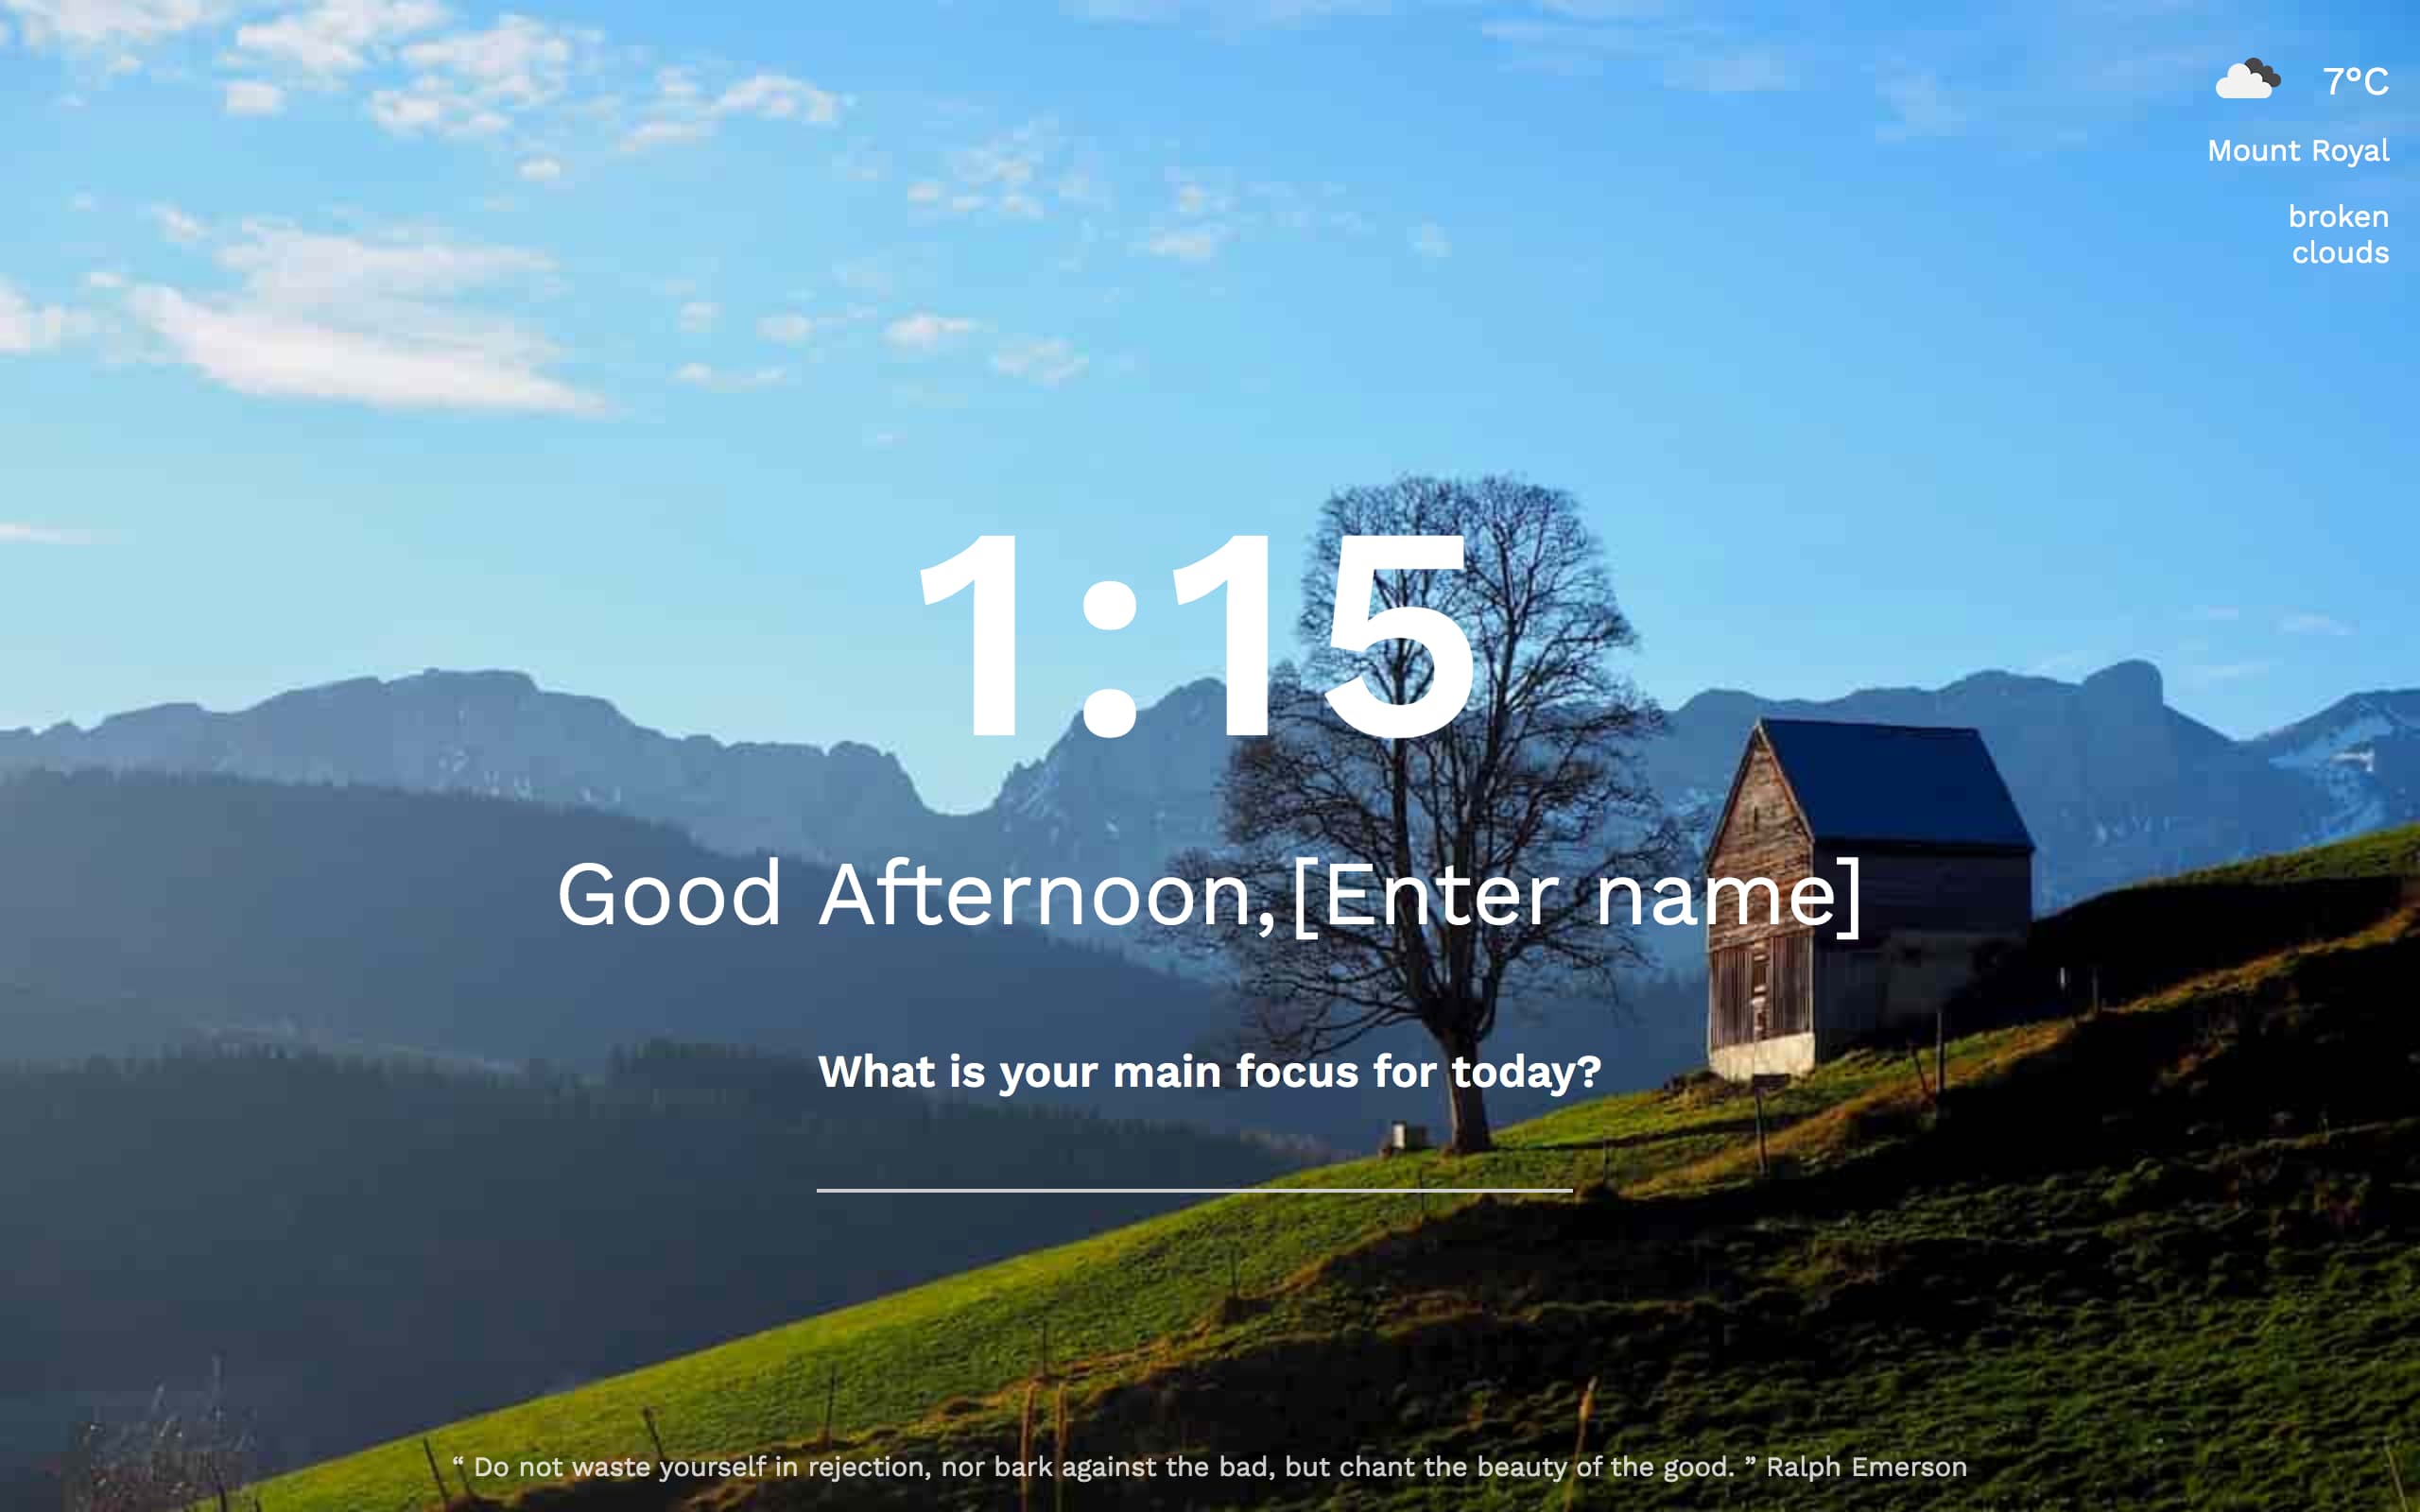 7°C
Mount Royal
broken
clouds
1:15
Good Afternoon, [Enter name]
What is your main focus for today?
“ Do not waste yourself in rejection, nor bark against the bad, but chant the beauty of the good. ” Ralph Emerson